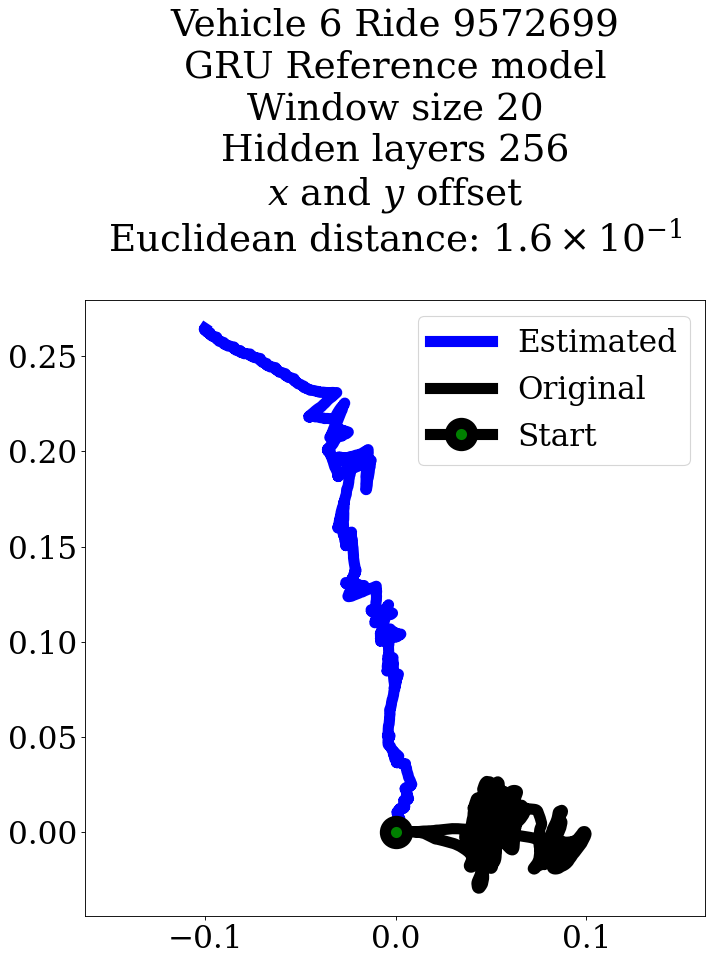 Vehicle 6 Ride 9572699
GRU Reference model
Window size 20
Hidden layers 256
x and y offset
Euclidean distance: 1.6 × 10⁻¹
Estimated
Original
Start
0.25
0.20
0.15
0.10
0.05
0.00
−0.1
0.0
0.1